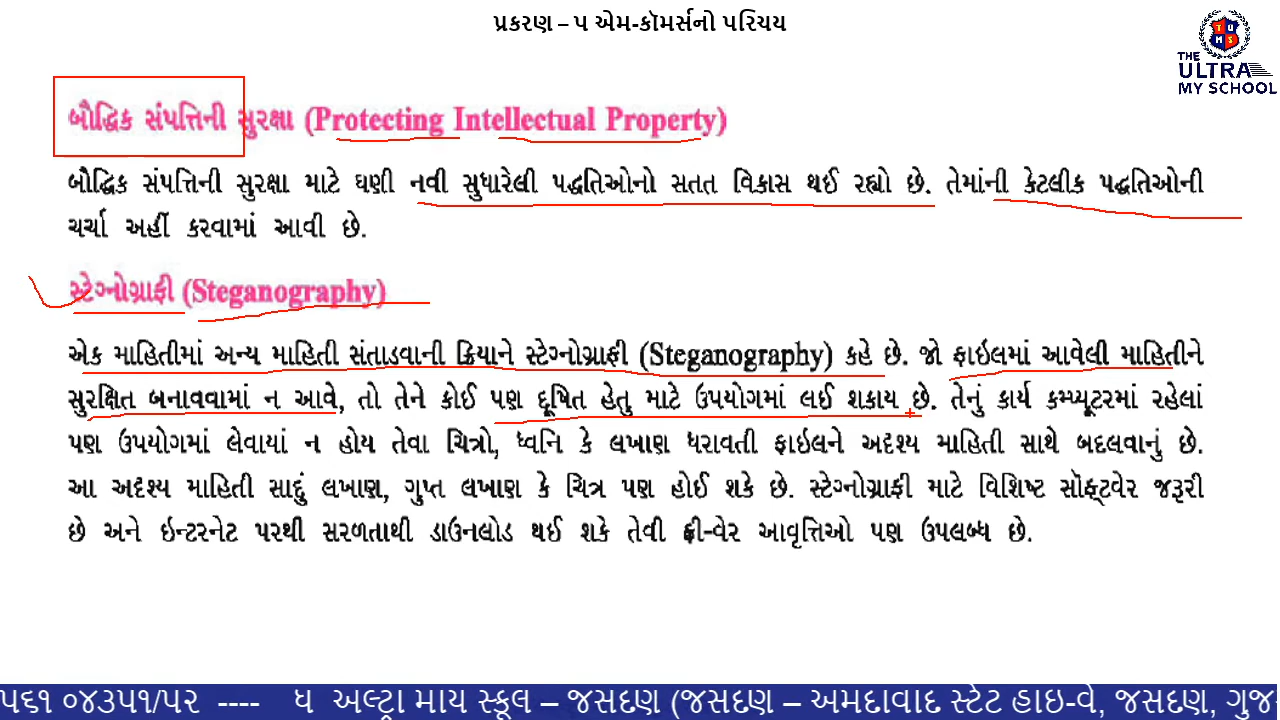 પ્રકરણ – ૫ એમ-કૉમર્સનો પરિચય
THE
ULTRA
MY SCHOOL
TUMS
બૌદ્ધિક સંપત્તિની સુરક્ષા (Protecting Intellectual Property)
બૌદ્ધિક સંપત્તિની સુરક્ષા માટે ઘણી નવી સુધારેલી પદ્ધતિઓનો સતત વિકાસ થઈ રહ્યો છે. તેમાંની કેટલીક પદ્ધતિઓની
ચર્ચા અહીં કરવામાં આવી છે.
સ્ટેગ્નોગ્રાફી (Steganography)
એક માહિતીમાં અન્ય માહિતી સંતાડવાની ક્રિયાને સ્ટેગ્નોગ્રાફી (Steganography) કહે છે. જો ફાઇલમાં આવેલી માહિતીને
સુરક્ષિત બનાવવામાં ન આવે, તો તેને કોઈ પણ દૂષિત હેતુ માટે ઉપયોગમાં લઈ શકાય છે. તેનું કાર્ય કમ્પ્યૂટરમાં રહેલાં
પણ ઉપયોગમાં લેવાયાં ન હોય તેવા ચિત્રો, ધ્વનિ કે લખાણ ધરાવતી ફાઇલને અદૃશ્ય માહિતી સાથે બદલવાનું છે.
આ અદૃશ્ય માહિતી સાદું લખાણ, ગુપ્ત લખાણ કે ચિત્ર પણ હોઈ શકે છે. સ્ટેગ્નોગ્રાફી માટે વિશિષ્ટ સૉફ્ટવેર જરૂરી
છે અને ઇન્ટરનેટ પરથી સરળતાથી ડાઉનલોડ થઈ શકે તેવી ફ્રી-વેર આવૃત્તિઓ પણ ઉપલબ્ધ છે.
૫૬૧ ૦૪૩૫૧/૫૨ ---- ધ અલ્ટ્રા માય સ્કૂલ – જસદણ (જસદણ – અમદાવાદ સ્ટેટ હાઇ-વે, જસદણ, ગુજ